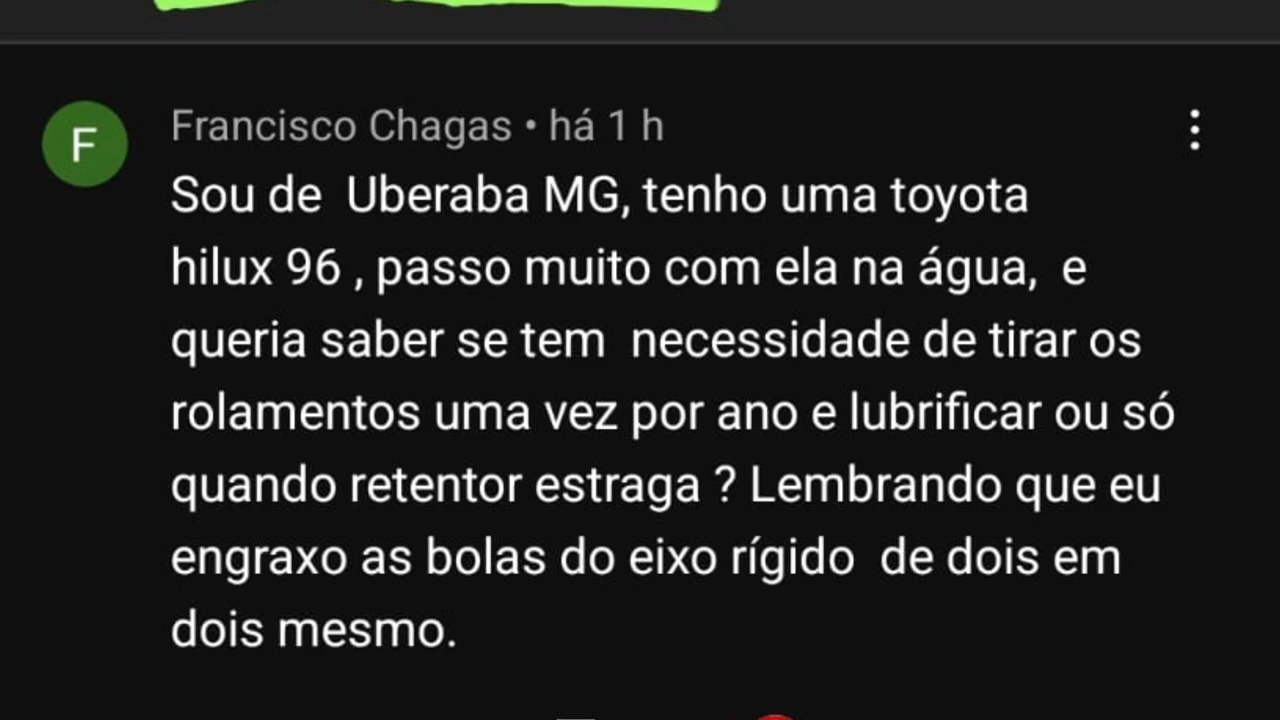 F
Francisco Chagas • há 1 h
Sou de Uberaba MG, tenho uma toyota
hilux 96 , passo muito com ela na água, e
queria saber se tem necessidade de tirar os
rolamentos uma vez por ano e lubrificar ou só
quando retentor estraga ? Lembrando que eu
engraxo as bolas do eixo rígido de dois em
dois mesmo.